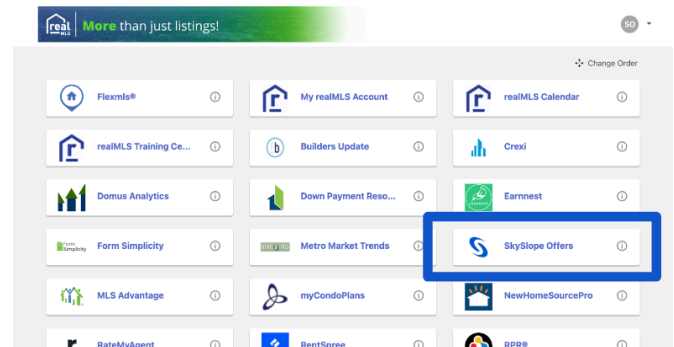 real
MLS
More than just listings!
SO
Change Order
Flexmls®
My realMLS Account
realMLS Calendar
realMLS Training Ce...
Builders Update
Crexi
Domus Analytics
Down Payment Reso...
Earnnest
Form
Simplicity
Form Simplicity
Metro Market Trends
SkySlope Offers
MLS Advantage
myCondoPlans
NewHomeSourcePro
RateMyAgent
RentSpree
RPR®